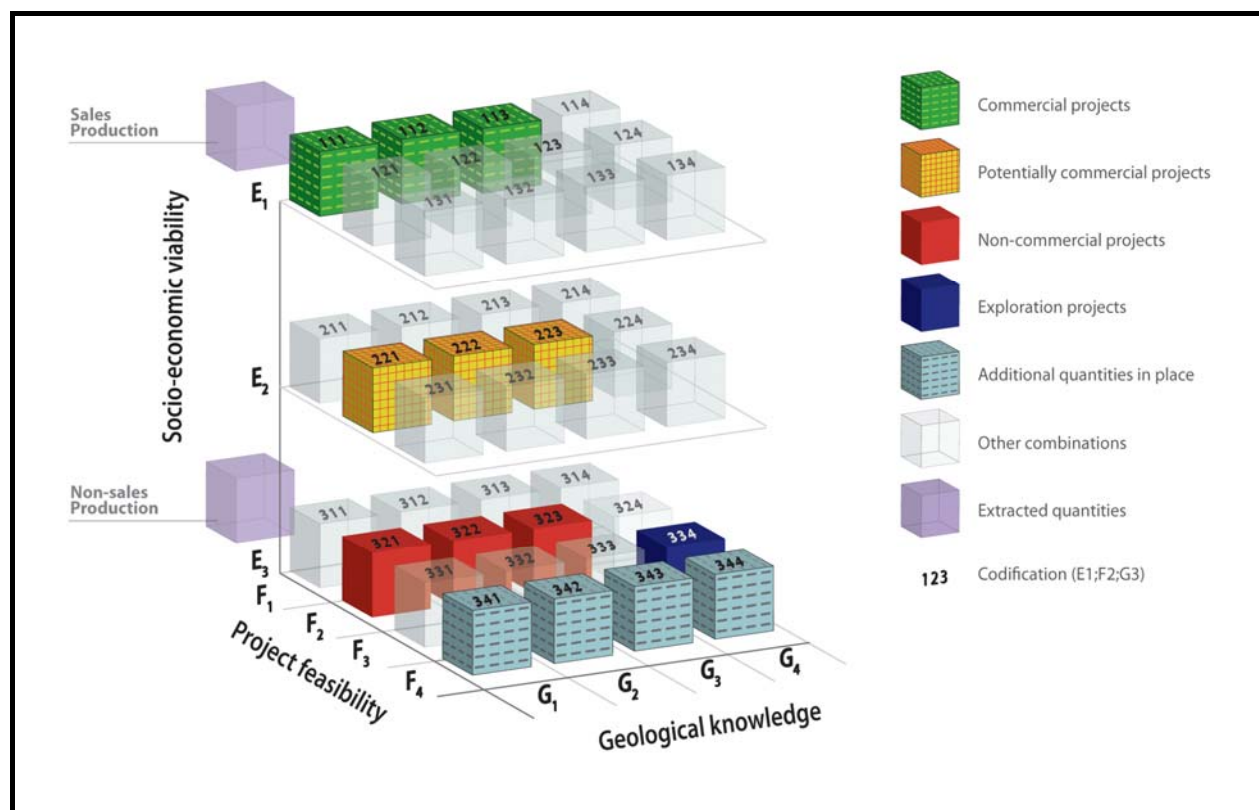 Sales
Production
Non-sales
Production
Socio-economic viability
E1
E2
E3
111
112
113
114
121
122
123
124
131
132
133
134
211
212
213
214
221
222
223
224
231
232
233
234
311
312
313
314
321
322
323
324
331
332
333
334
341
342
343
344
F1
F2
F3
F4
Project feasibility
G1
G2
G3
G4
Geological knowledge
Commercial projects
Potentially commercial projects
Non-commercial projects
Exploration projects
Additional quantities in place
Other combinations
Extracted quantities
123 Codification (E1;F2;G3)